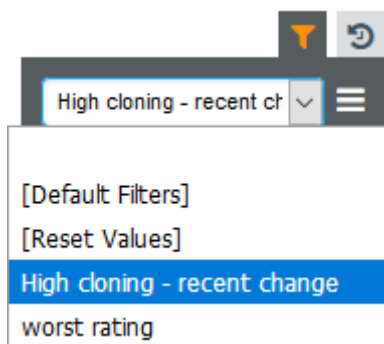 High cloning - recent ch
[Default Filters]
[Reset Values]
High cloning - recent change
worst rating